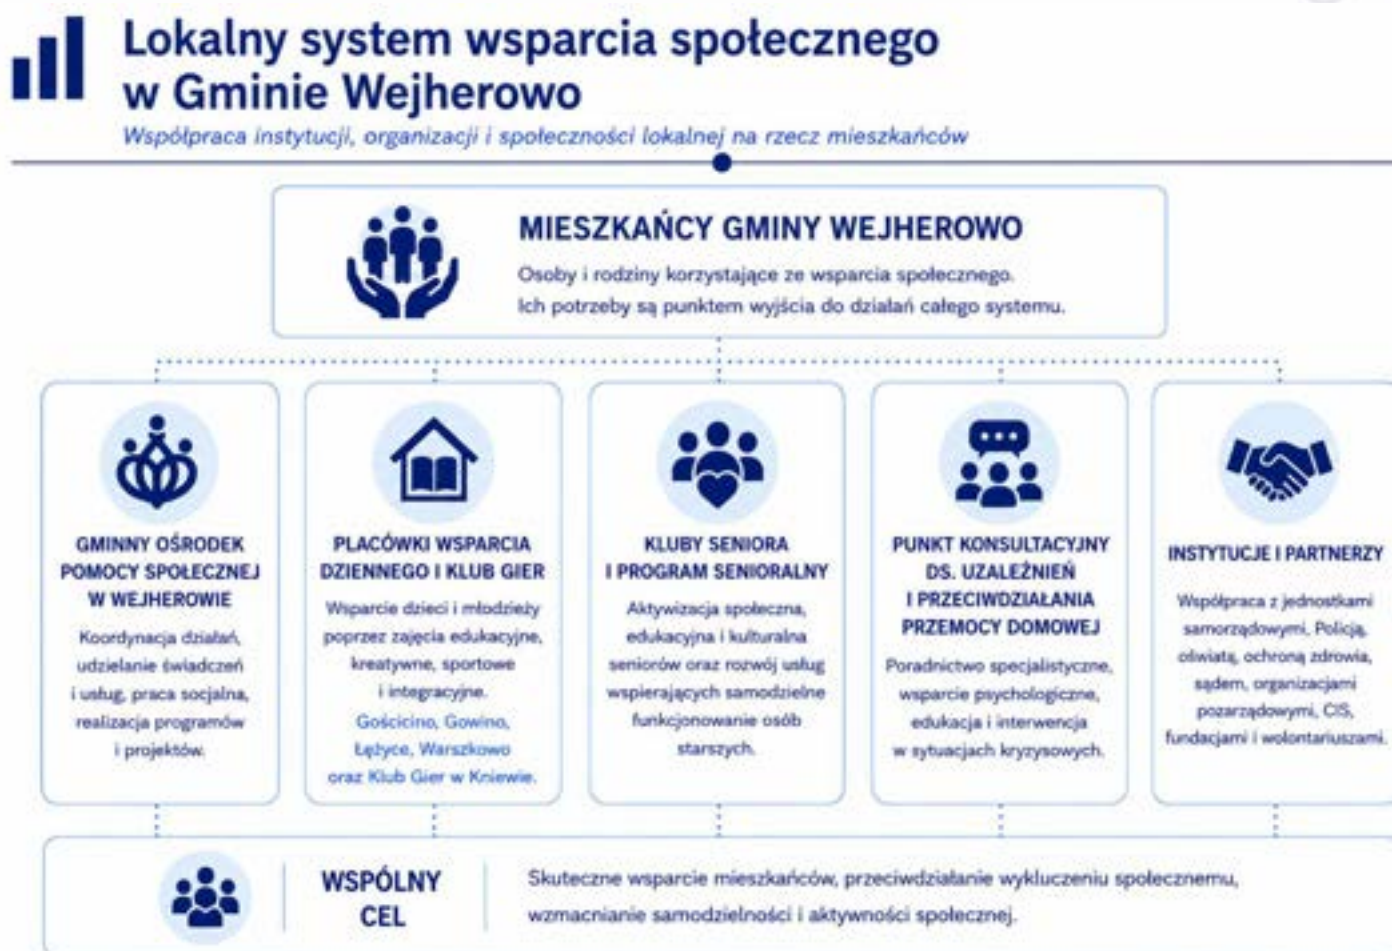 Lokalny system wsparcia społecznego
w Gminie Wejherowo
Współpraca instytucji, organizacji i społeczności lokalnej na rzecz mieszkańców
MIESZKAŃCY GMINY WEJHEROWO
Osoby i rodziny korzystające ze wsparcia społecznego.
Ich potrzeby są punktem wyjścia do działań całego systemu.
GMINNY OŚRODEK
POMOCY SPOŁECZNEJ
W WEJHEROWIE
Koordynacja działań,
udzielanie świadczeń
i usług, praca socjalna,
realizacja programów
i projektów.
PLACÓWKI WSPARCIA
DZIENNEGO I KLUB GIER
Wsparcie dzieci i młodzieży
poprzez zajęcia edukacyjne,
kreatywne, sportowe
i integracyjne.
Gościcino, Gowino,
Łężyce, Warszkowo
oraz Klub Gier w Kniewie.
KLUBY SENIORA
I PROGRAM SENIORALNY
Aktywizacja społeczna,
edukacyjna i kulturalna
seniorów oraz rozwój usług
wspierających samodzielne
funkcjonowanie osób
starszych.
PUNKT KONSULTACYJNY
DS. UZALEŻNIEŃ
I PRZECIWDZIAŁANIA
PRZEMOCY DOMOWEJ
Poradnictwo specjalistyczne,
wsparcie psychologiczne,
edukacja i interwencja
w sytuacjach kryzysowych.
INSTYTUCJE I PARTNERZY
Współpraca z jednostkami
samorządowymi, Policją,
oświatą, ochroną zdrowia,
sądem, organizacjami
pozarządowymi, CIS,
fundacjami i wolontariuszami.
WSPÓLNY
CEL
Skuteczne wsparcie mieszkańców, przeciwdziałanie wykluczeniu społecznemu,
wzmacnianie samodzielności i aktywności społecznej.